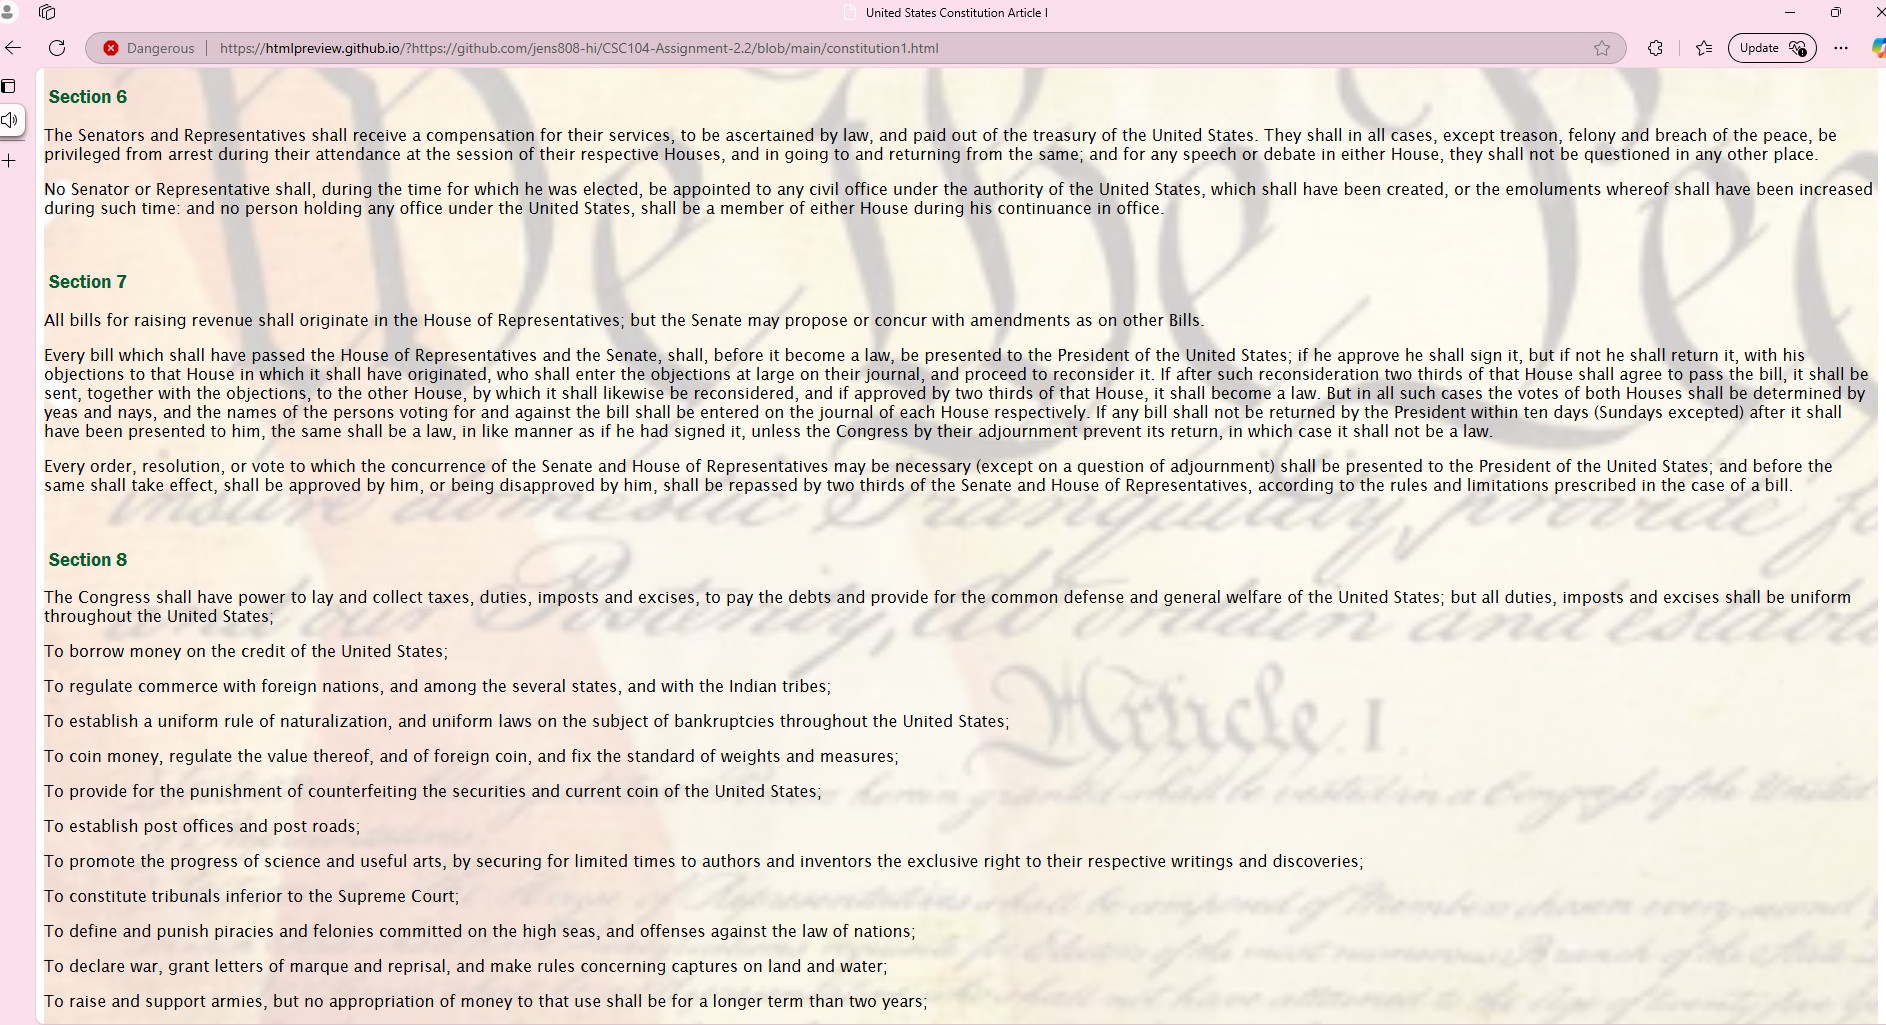 United States Constitution Article I
Dangerous
https://htmlpreview.github.io/?https://github.com/jens808-hi/CSC104-Assignment-2.2/blob/main/constitution1.html
Update
Section 6
The Senators and Representatives shall receive a compensation for their services, to be ascertained by law, and paid out of the treasury of the United States. They shall in all cases, except treason, felony and breach of the peace, be
privileged from arrest during their attendance at the session of their respective Houses, and in going to and returning from the same; and for any speech or debate in either House, they shall not be questioned in any other place.
No Senator or Representative shall, during the time for which he was elected, be appointed to any civil office under the authority of the United States, which shall have been created, or the emoluments whereof shall have been increased
during such time: and no person holding any office under the United States, shall be a member of either House during his continuance in office.
Section 7
All bills for raising revenue shall originate in the House of Representatives; but the Senate may propose or concur with amendments as on other Bills.
Every bill which shall have passed the House of Representatives and the Senate, shall, before it become a law, be presented to the President of the United States; if he approve he shall sign it, but if not he shall return it, with his
objections to that House in which it shall have originated, who shall enter the objections at large on their journal, and proceed to reconsider it. If after such reconsideration two thirds of that House shall agree to pass the bill, it shall be
sent, together with the objections, to the other House, by which it shall likewise be reconsidered, and if approved by two thirds of that House, it shall become a law. But in all such cases the votes of both Houses shall be determined by
yeas and nays, and the names of the persons voting for and against the bill shall be entered on the journal of each House respectively. If any bill shall not be returned by the President within ten days (Sundays excepted) after it shall
have been presented to him, the same shall be a law, in like manner as if he had signed it, unless the Congress by their adjournment prevent its return, in which case it shall not be a law.
Every order, resolution, or vote to which the concurrence of the Senate and House of Representatives may be necessary (except on a question of adjournment) shall be presented to the President of the United States; and before the
same shall take effect, shall be approved by him, or being disapproved by him, shall be repassed by two thirds of the Senate and House of Representatives, according to the rules and limitations prescribed in the case of a bill.
insure domestic Tranquility, provide fo
Section 8
The Congress shall have power to lay and collect taxes, duties, imposts and excises, to pay the debts and provide for the common defense and general welfare of the United States; but all duties, imposts and excises shall be uniform
throughout the United States;
and our Posterity, do ordain and establi
To borrow money on the credit of the United States;
To regulate commerce with foreign nations, and among the several states, and with the Indian tribes;
Article. I.
To establish a uniform rule of naturalization, and uniform laws on the subject of bankruptcies throughout the United States;
To coin money, regulate the value thereof, and of foreign coin, and fix the standard of weights and measures;
To provide for the punishment of counterfeiting the securities and current coin of the United States;
herein granted shall be vested in a Congress of the United
To establish post offices and post roads;
To promote the progress of science and useful arts, by securing for limited times to authors and inventors the exclusive right to their respective writings and discoveries;
To constitute tribunals inferior to the Supreme Court;
To define and punish piracies and felonies committed on the high seas, and offenses against the law of nations;
To declare war, grant letters of marque and reprisal, and make rules concerning captures on land and water;
To raise and support armies, but no appropriation of money to that use shall be for a longer term than two years;